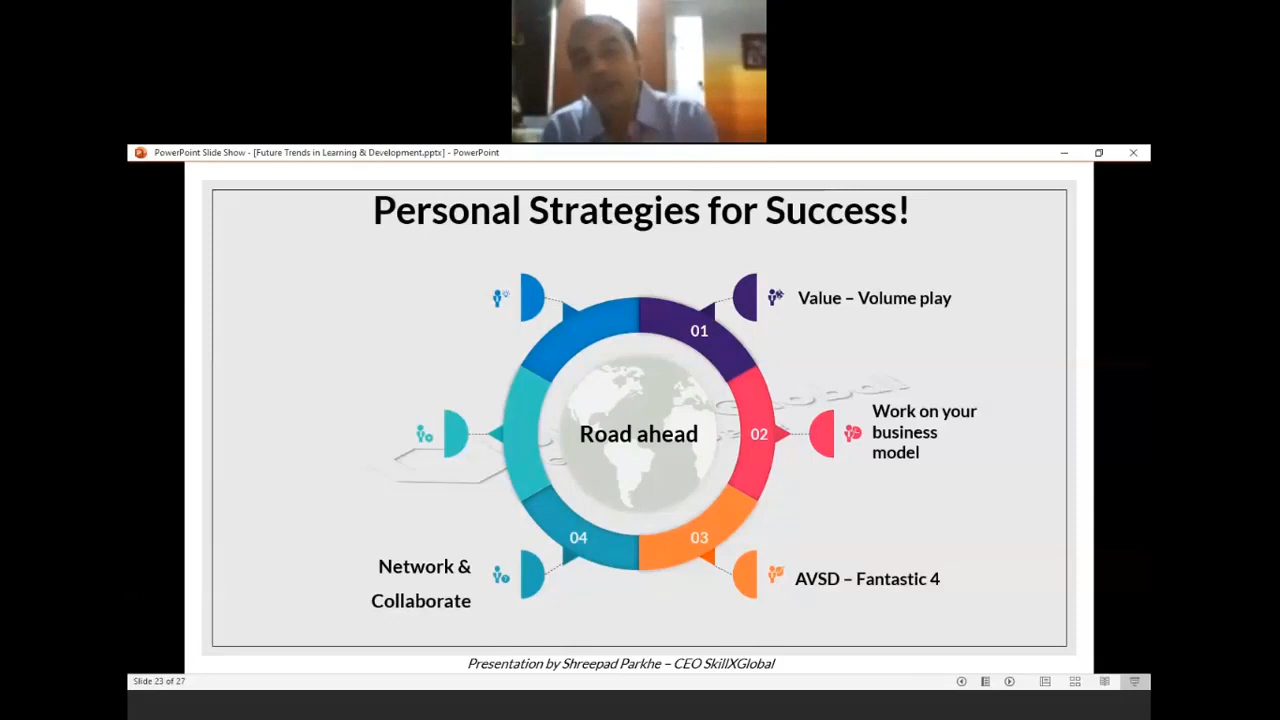 PowerPoint Slide Show - [Future Trends in Learning & Development.pptx] - PowerPoint
Personal Strategies for Success!
01
Value – Volume play
Road ahead
02
Work on your
business
model
Global
04
03
Network &
Collaborate
AVSD – Fantastic 4
Presentation by Shreepad Parkhe – CEO SkillXGlobal
Slide 23 of 27